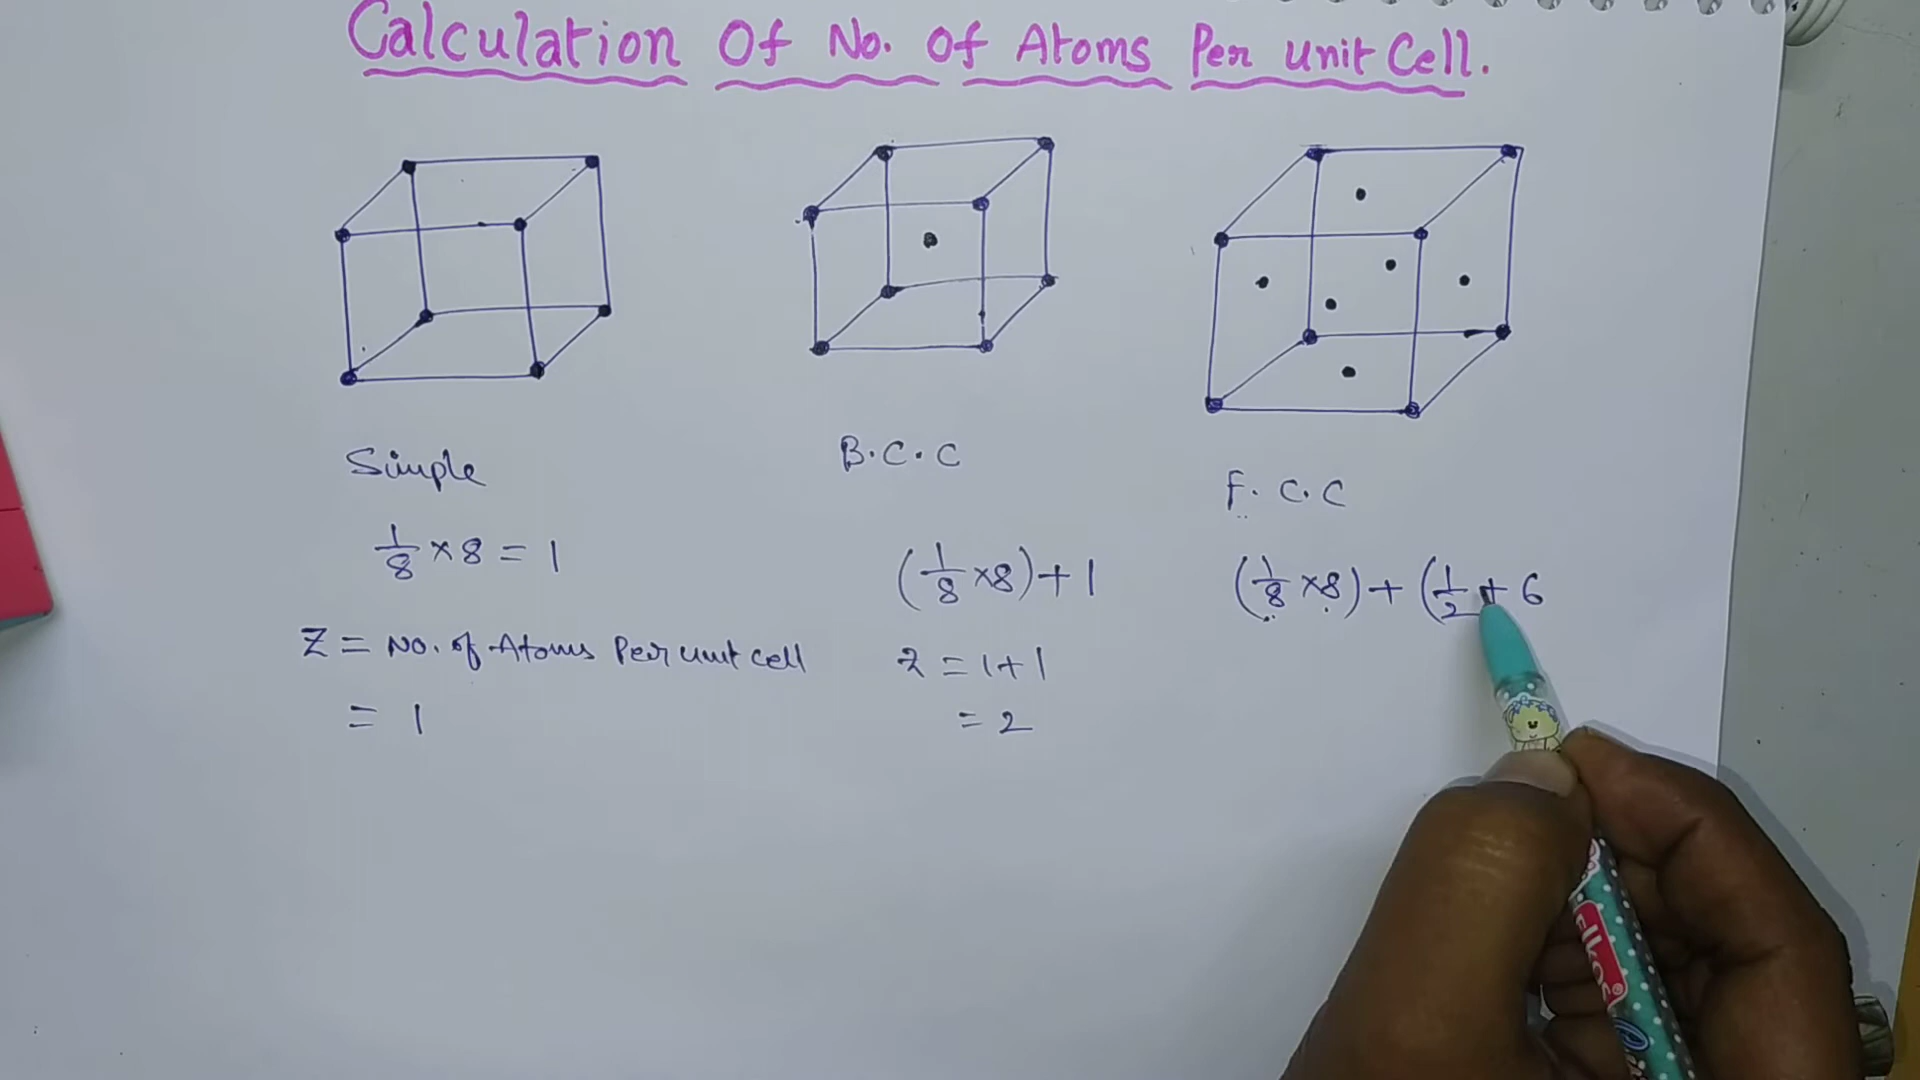 Calculation Of No. Of Atoms Per unit Cell.
Simple
1/8 × 8 = 1
Z = No. of Atoms Per unit cell
= 1
B.C.C
(1/8 × 8) + 1
Z = 1 + 1
= 2
F.C.C
(1/8 × 8) + (1/2 + 6
elkos